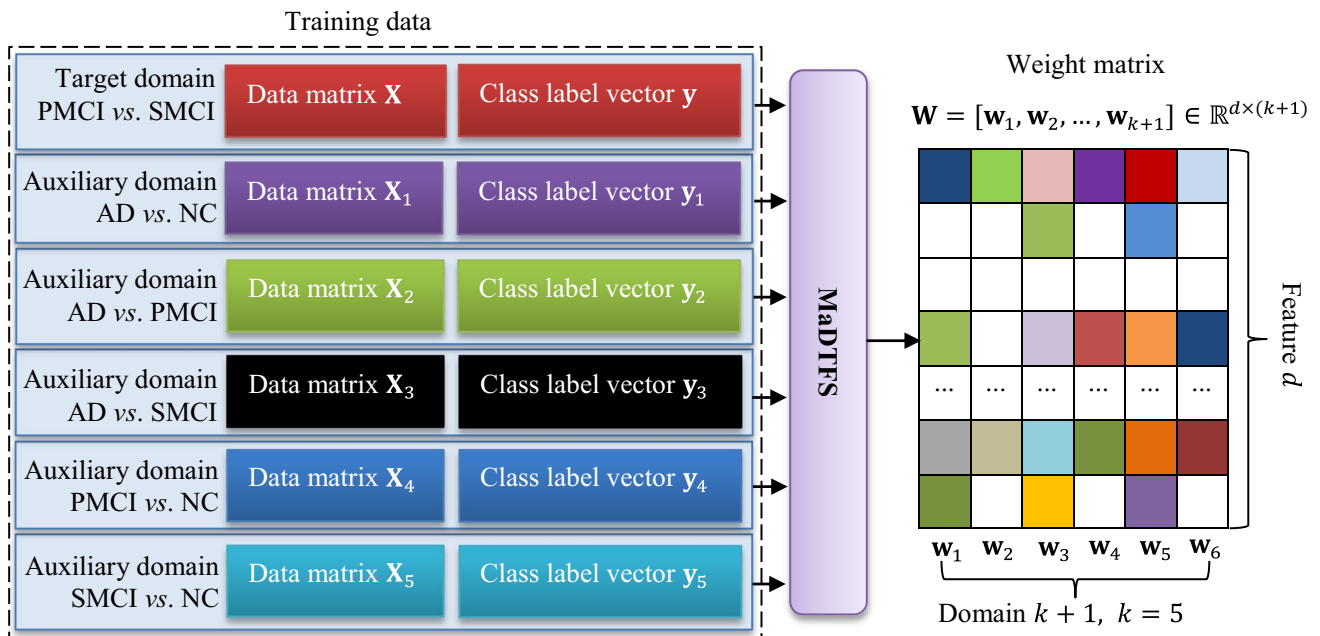 Training data
Target domain
PMCI vs. SMCI
Data matrix X
Class label vector y
Auxiliary domain
AD vs. NC
Data matrix X₁
Class label vector y₁
Auxiliary domain
AD vs. PMCI
Data matrix X₂
Class label vector y₂
Auxiliary domain
AD vs. SMCI
Data matrix X₃
Class label vector y₃
Auxiliary domain
PMCI vs. NC
Data matrix X₄
Class label vector y₄
Auxiliary domain
SMCI vs. NC
Data matrix X₅
Class label vector y₅
MaDTFS
Weight matrix
W = [w₁, w₂, …, wₖ₊₁] ∈ ℝ^{d×(k+1)}
... ... ... ... ... ...
w₁ w₂ w₃ w₄ w₅ w₆
Domain k + 1, k = 5
Feature d